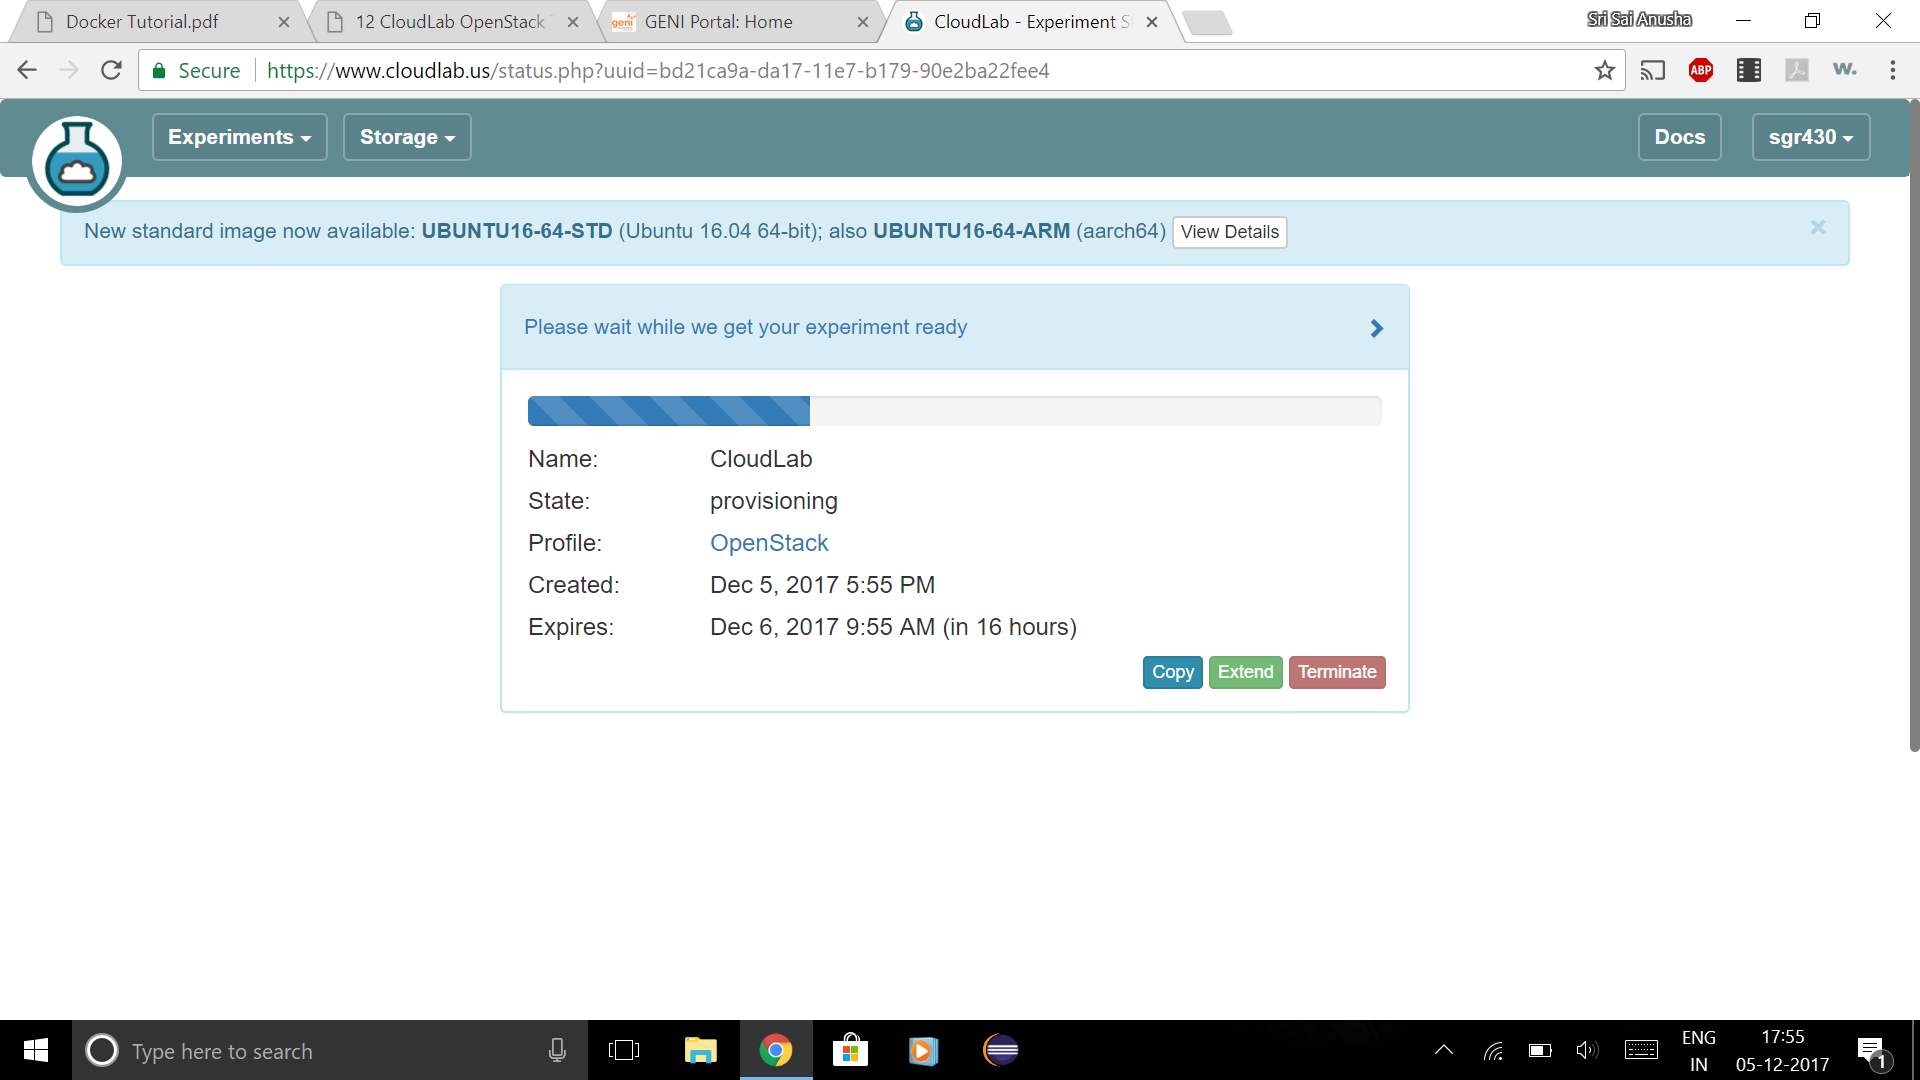 Docker Tutorial.pdf
12 CloudLab OpenStack
GENI Portal: Home
CloudLab - Experiment S
Sri Sai Anusha
Secure
https://www.cloudlab.us/status.php?uuid=bd21ca9a-da17-11e7-b179-90e2ba22fee4
ABP
w.
Experiments
Storage
Docs
sgr430
New standard image now available: UBUNTU16-64-STD (Ubuntu 16.04 64-bit); also UBUNTU16-64-ARM (aarch64) View Details
Please wait while we get your experiment ready
Name: CloudLab
State: provisioning
Profile: OpenStack
Created: Dec 5, 2017 5:55 PM
Expires: Dec 6, 2017 9:55 AM (in 16 hours)
Copy Extend Terminate
Type here to search
ENG
IN
17:55
05-12-2017
1